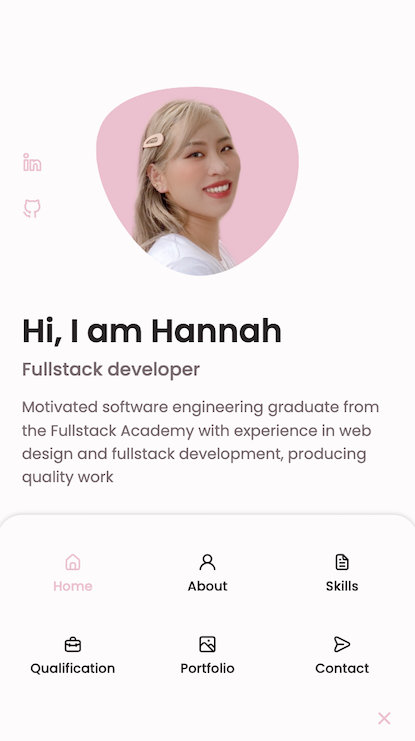 Hi, I am Hannah
Fullstack developer
Motivated software engineering graduate from
the Fullstack Academy with experience in web
design and fullstack development, producing
quality work
Home
About
Skills
Qualification
Portfolio
Contact